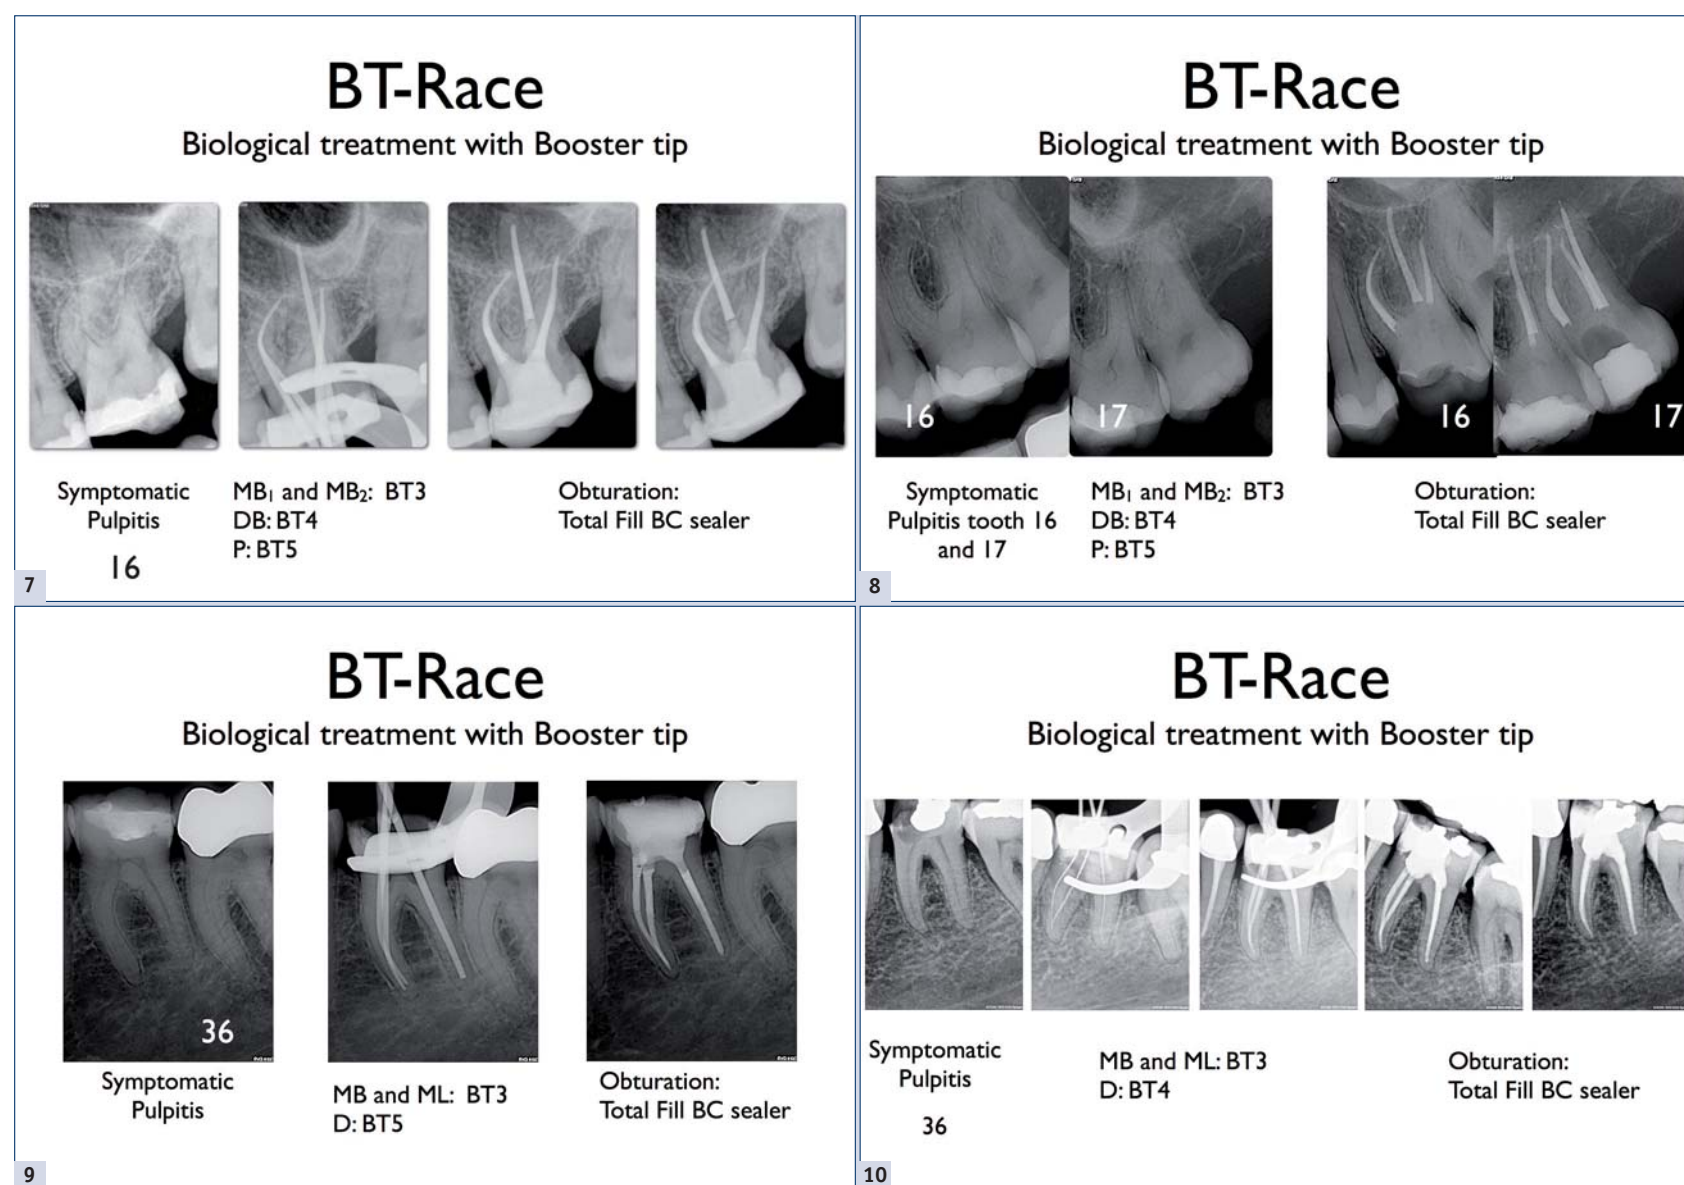 BT-Race
Biological treatment with Booster tip
Symptomatic
Pulpitis
16
MB₁ and MB₂: BT3
DB: BT4
P: BT5
Obturation:
Total Fill BC sealer
7
BT-Race
Biological treatment with Booster tip
16
17
16
17
Symptomatic
Pulpitis tooth 16
and 17
MB₁ and MB₂: BT3
DB: BT4
P: BT5
Obturation:
Total Fill BC sealer
8
BT-Race
Biological treatment with Booster tip
36
Symptomatic
Pulpitis
MB and ML: BT3
D: BT5
Obturation:
Total Fill BC sealer
9
BT-Race
Biological treatment with Booster tip
Symptomatic
Pulpitis
36
MB and ML: BT3
D: BT4
Obturation:
Total Fill BC sealer
10